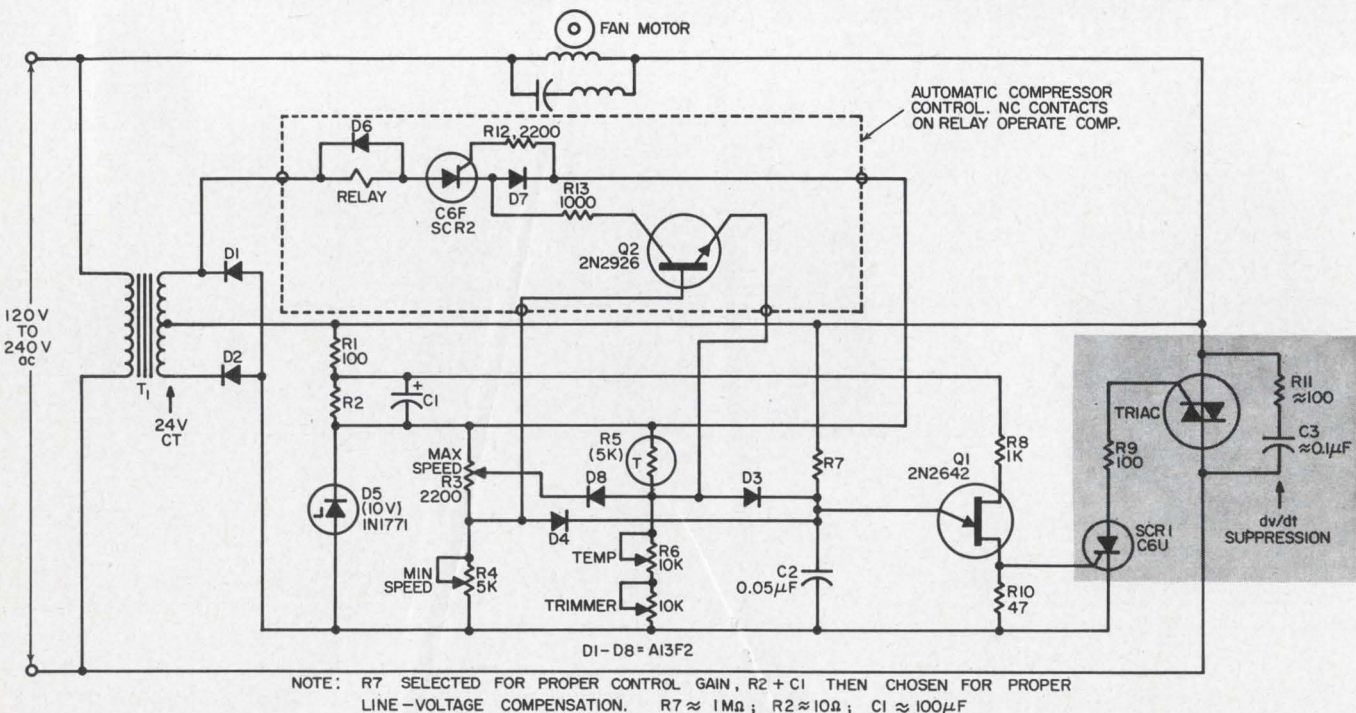 FAN MOTOR
AUTOMATIC COMPRESSOR
CONTROL. NC CONTACTS
ON RELAY OPERATE COMP.
D6
R12, 2200
RELAY
C6F
SCR2
D7
R13
1000
Q2
2N2926
D1
120V
TO
240V
ac
T1
D2
24V
CT
R1
100
R2
C1
+
MAX
SPEED
R3
2200
R5
(5K)
T
D8
D3
R7
Q1
2N2642
R8
1K
TRIAC
R9
100
R11
≈100
C3
≈0.1μF
D5
(10V)
1N1771
D4
MIN
SPEED
R4
5K
TEMP
R6
10K
TRIMMER
10K
C2
0.05μF
R10
47
SCR1
C6U
dv/dt
SUPPRESSION
D1-D8=A13F2
NOTE: R7 SELECTED FOR PROPER CONTROL GAIN, R2+C1 THEN CHOSEN FOR PROPER
LINE-VOLTAGE COMPENSATION. R7≈1MΩ; R2≈10Ω; C1≈100μF